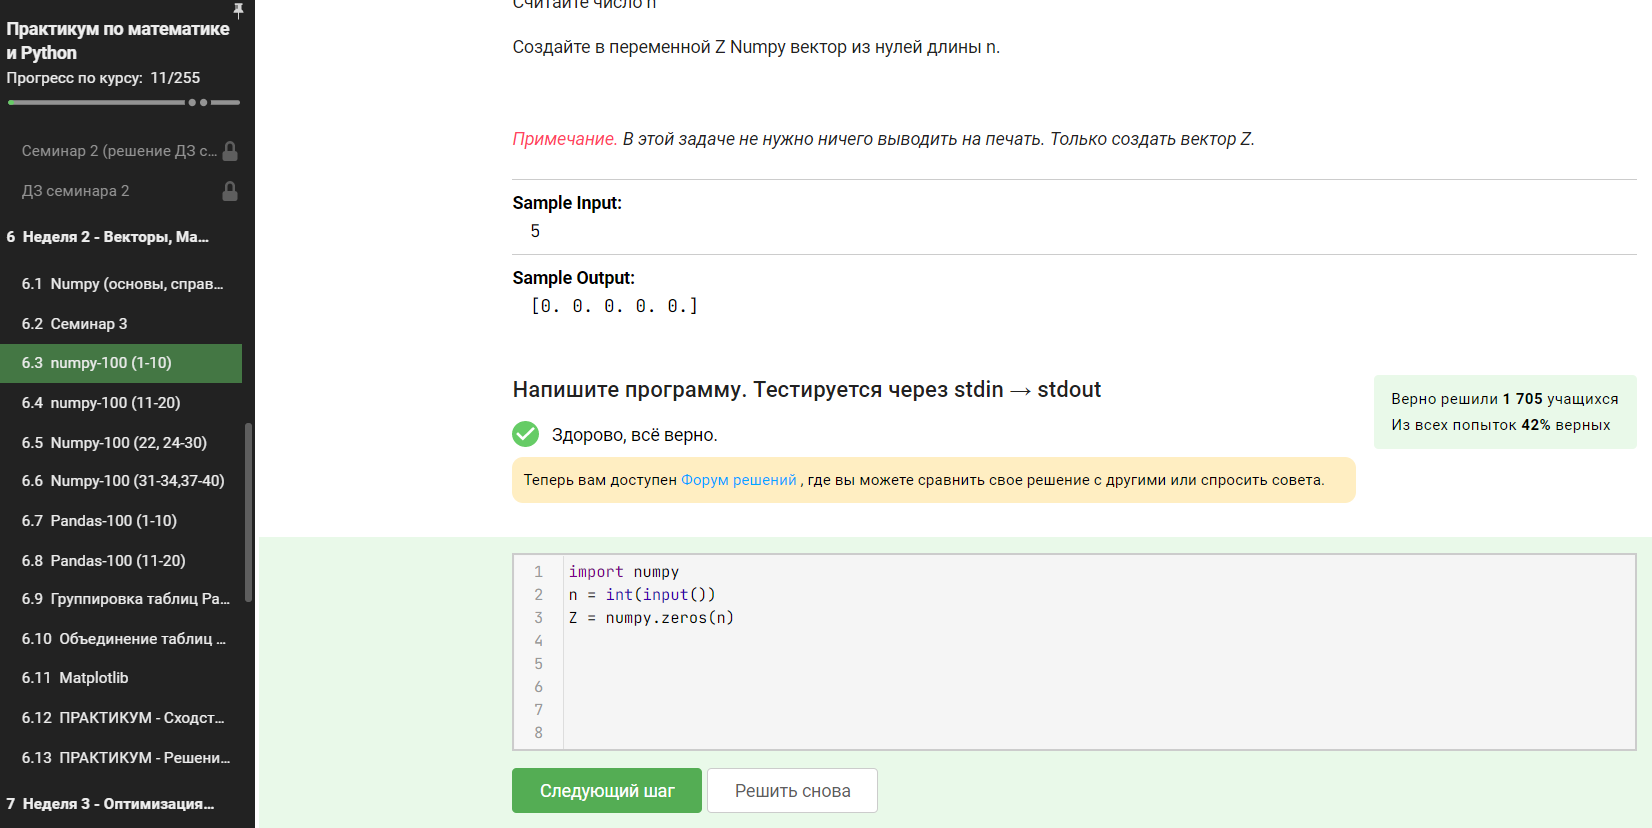 Практикум по математике
и Python
Прогресс по курсу: 11/255
Семинар 2 (решение ДЗ с...
ДЗ семинара 2
6 Неделя 2 - Векторы, Ма...
6.1 Numpy (основы, справ...
6.2 Семинар 3
6.3 numpy-100 (1-10)
6.4 numpy-100 (11-20)
6.5 Numpy-100 (22, 24-30)
6.6 Numpy-100 (31-34,37-40)
6.7 Pandas-100 (1-10)
6.8 Pandas-100 (11-20)
6.9 Группировка таблиц Pa...
6.10 Объединение таблиц ...
6.11 Matplotlib
6.12 ПРАКТИКУМ - Сходст...
6.13 ПРАКТИКУМ - Решени...
7 Неделя 3 - Оптимизация...
Считайте число n
Создайте в переменной Z Numpy вектор из нулей длины n.
Примечание. В этой задаче не нужно ничего выводить на печать. Только создать вектор Z.
Sample Input:
5
Sample Output:
[0. 0. 0. 0. 0.]
Напишите программу. Тестируется через stdin → stdout
Верно решили 1 705 учащихся
Из всех попыток 42% верных
Здорово, всё верно.
Теперь вам доступен Форум решений , где вы можете сравнить свое решение с другими или спросить совета.
1 import numpy
2 n = int(input())
3 Z = numpy.zeros(n)
4
5
6
7
8
Следующий шаг
Решить снова